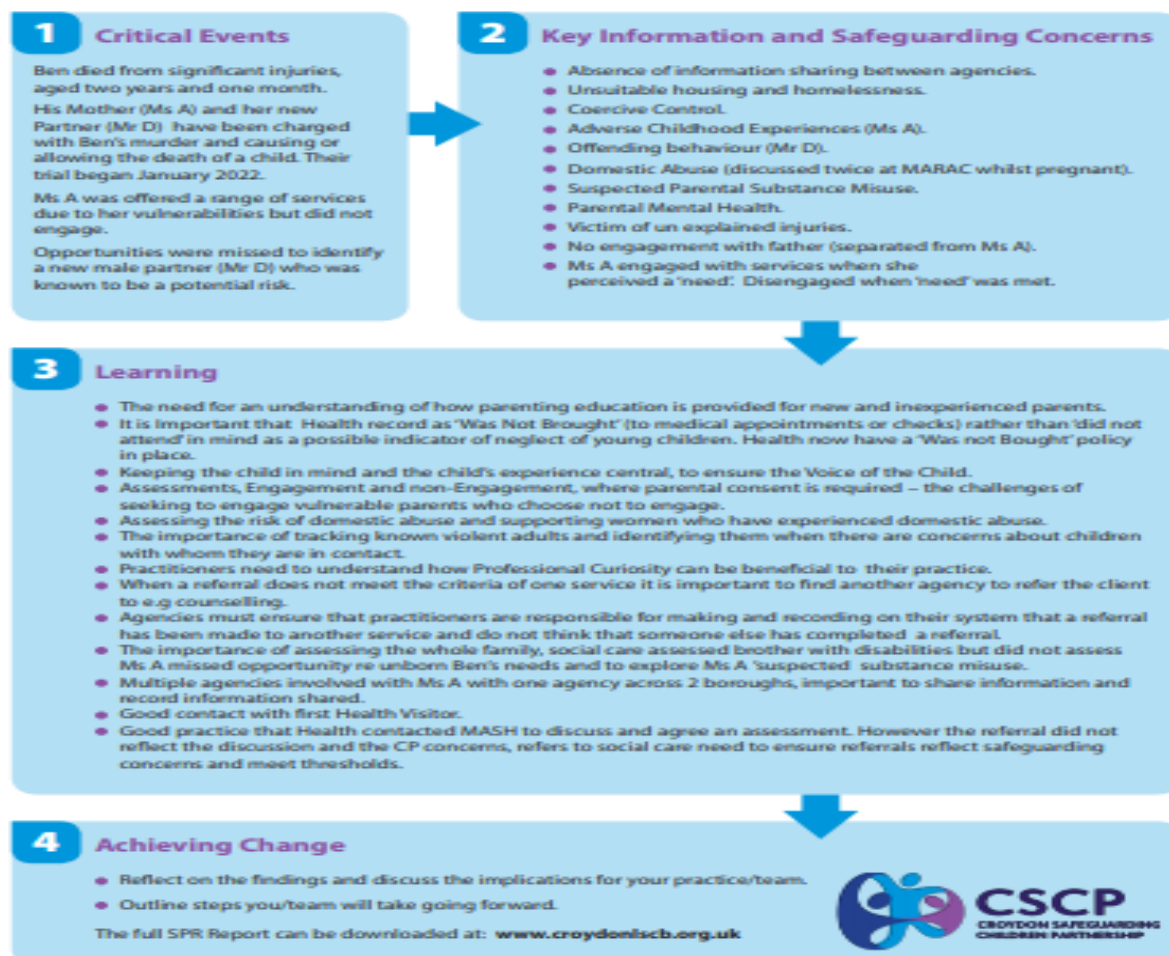 1 Critical Events
Ben died from significant injuries,
aged two years and one month.
His Mother (Ms A) and her new
Partner (Mr D) have been charged
with Ben's murder and causing or
allowing the death of a child. Their
trial began January 2022.
Ms A was offered a range of services
due to her vulnerabilities but did not
engage.
Opportunities were missed to identify
a new male partner (Mr D) who was
known to be a potential risk.
2 Key Information and Safeguarding Concerns
• Absence of information sharing between agencies.
• Unsuitable housing and homelessness.
• Coercive Control.
• Adverse Childhood Experiences (Ms A).
• Offending behaviour (Mr D).
• Domestic Abuse (discussed twice at MARAC whilst pregnant).
• Suspected Parental Substance Misuse.
• Parental Mental Health.
• Victim of un explained injuries.
• No engagement with father (separated from Ms A).
• Ms A engaged with services when she
perceived a 'need'. Disengaged when 'need' was met.
3 Learning
• The need for an understanding of how parenting education is provided for new and inexperienced parents.
• It is Important that Health record as 'Was Not Brought' (to medical appointments or checks) rather than 'did not
attend' in mind as a possible indicator of neglect of young children. Health now have a 'Was not Bought' policy
in place.
• Keeping the child in mind and the child's experience central, to ensure the Voice of the Child.
• Assessments, Engagement and non-Engagement, where parental consent is required – the challenges of
seeking to engage vulnerable parents who choose not to engage.
• Assessing the risk of domestic abuse and supporting women who have experienced domestic abuse.
• The importance of tracking known violent adults and identifying them when there are concerns about children
with whom they are in contact.
• Practitioners need to understand how Professional Curiosity can be beneficial to their practice.
• When a referral does not meet the criteria of one service it is important to find another agency to refer the client
to e.g counselling.
• Agencies must ensure that practitioners are responsible for making and recording on their system that a referral
has been made to another service and do not think that someone else has completed a referral.
• The importance of assessing the whole family, social care assessed brother with disabilities but did not assess
Ms A missed opportunity re unborn Ben's needs and to explore Ms A 'suspected substance misuse.
• Multiple agencies involved with Ms A with one agency across 2 boroughs, important to share information and
record information shared.
• Good contact with first Health Visitor.
• Good practice that Health contacted MASH to discuss and agree an assessment. However the referral did not
reflect the discussion and the CP concerns, refers to social care need to ensure referrals reflect safeguarding
concerns and meet thresholds.
4 Achieving Change
• Reflect on the findings and discuss the implications for your practice/team.
• Outline steps you/team will take going forward.
The full SPR Report can be downloaded at: www.croydonlscb.org.uk
CSCP
CROYDON SAFEGUARDING
CHILDREN PARTNERSHIP